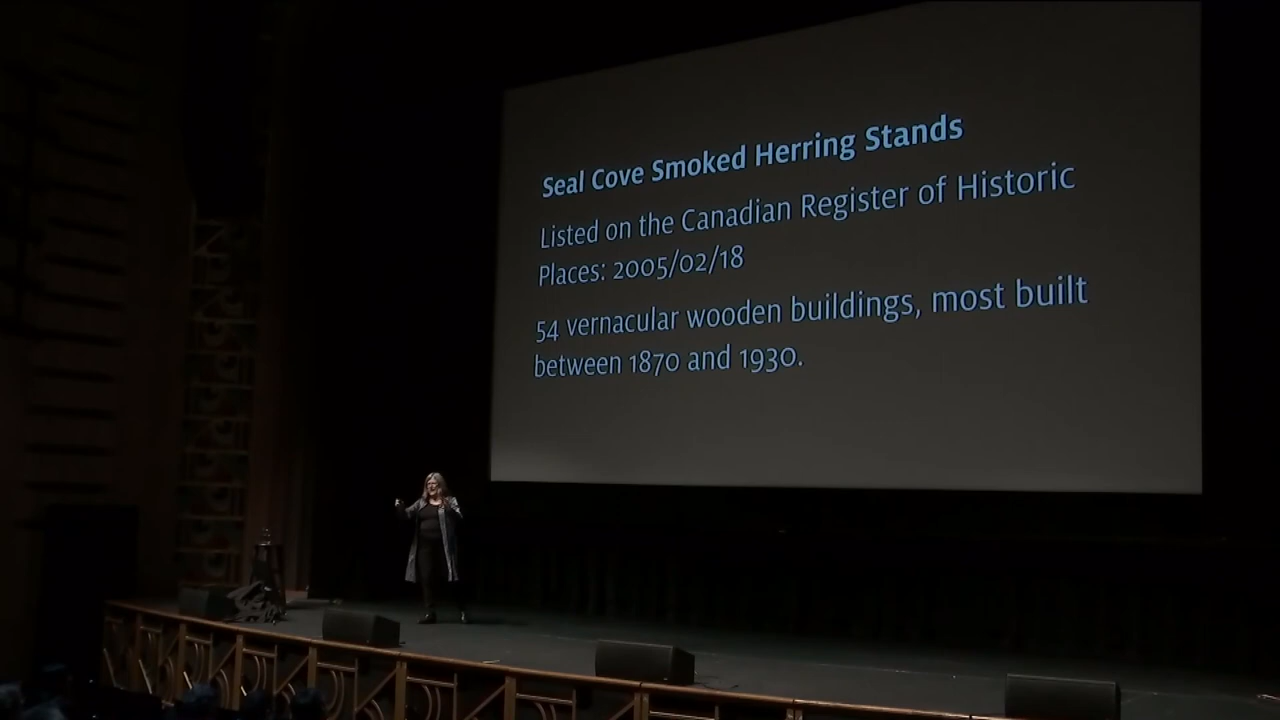 Seal Cove Smoked Herring Stands
Listed on the Canadian Register of Historic
Places: 2005/02/18
54 vernacular wooden buildings, most built
between 1870 and 1930.